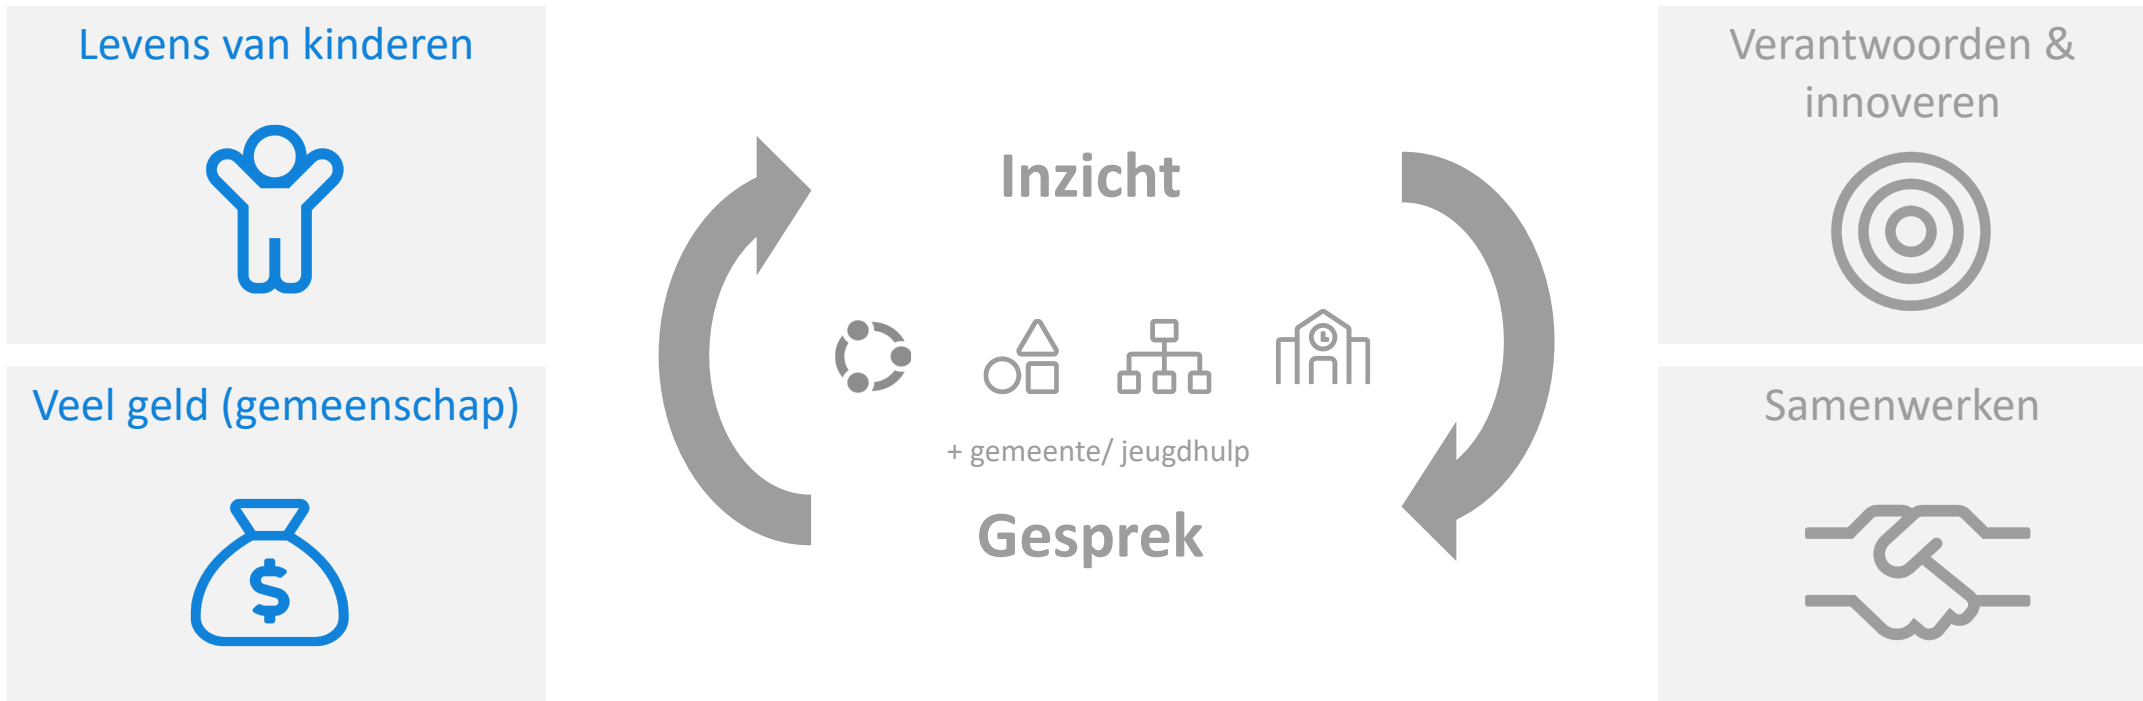 Levens van kinderen
Veel geld (gemeenschap)
$
Inzicht
+ gemeente/ jeugdhulp
Gesprek
Verantwoorden &
innoveren
Samenwerken